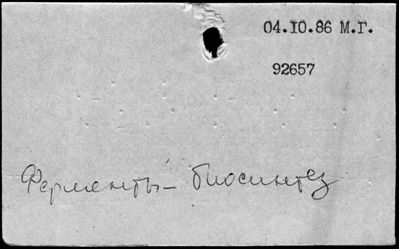 04.10.86 М.Г.
92657
Ферменты – биосинтез